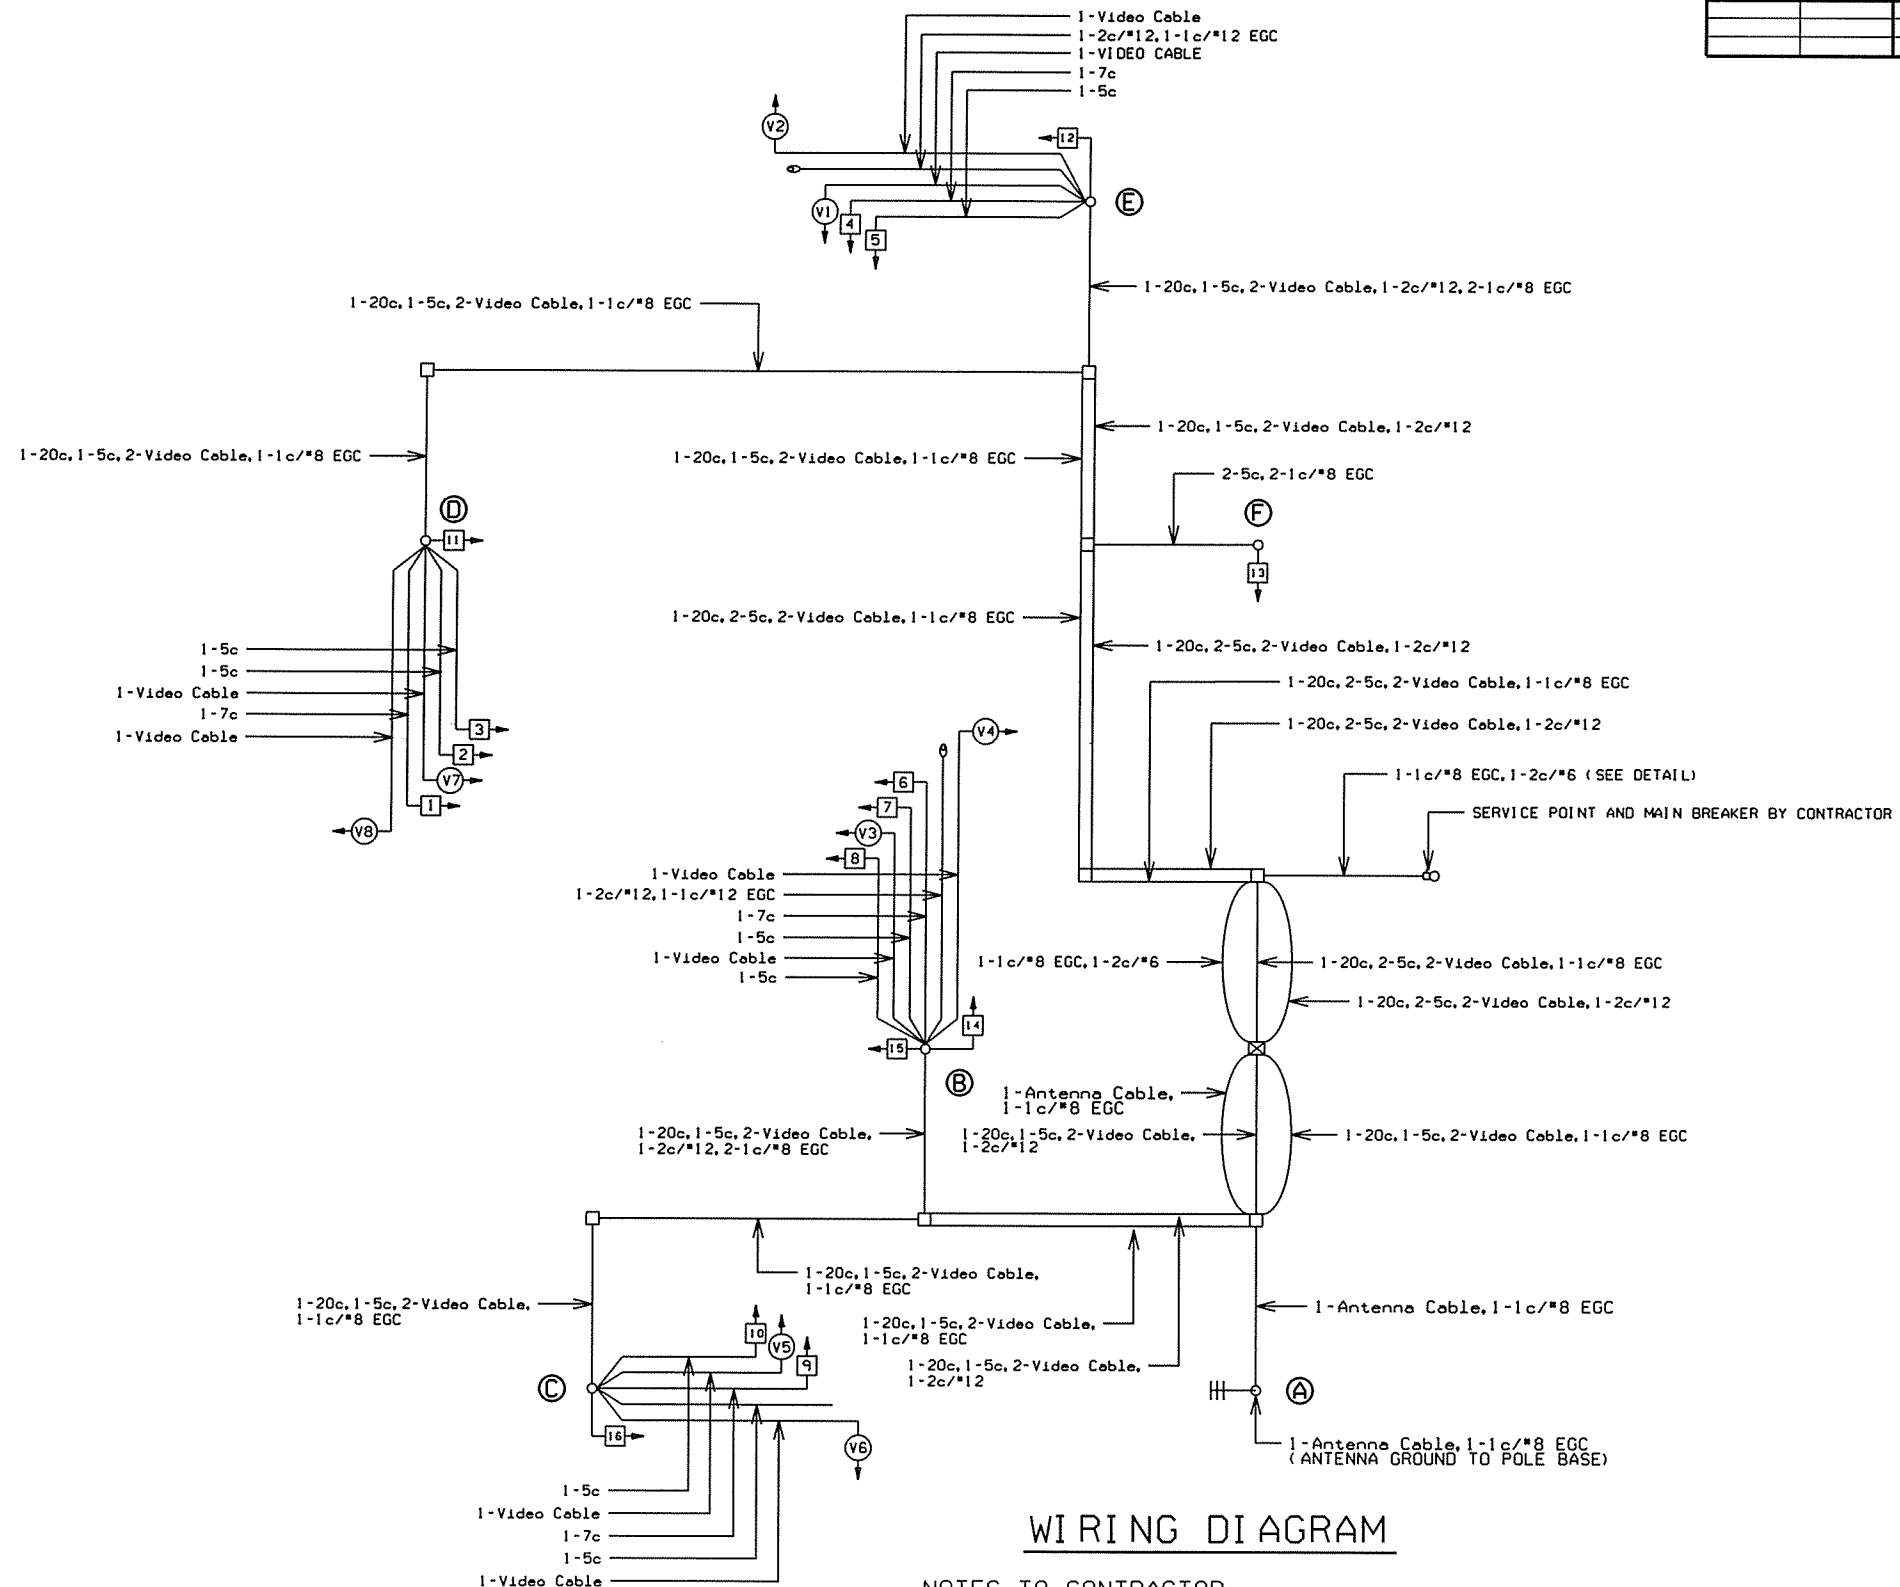 1-Video Cable
1-2c/#12,1-1c/#12 EGC
1-VIDEO CABLE
1-7c
1-5c
V2
12
E
V1
4
5
1-20c,1-5c,2-Video Cable,1-2c/#12,2-1c/#8 EGC
1-20c,1-5c,2-Video Cable,1-1c/#8 EGC
1-20c,1-5c,2-Video Cable,1-2c/#12
1-20c,1-5c,2-Video Cable,1-1c/#8 EGC
1-20c,1-5c,2-Video Cable,1-1c/#8 EGC
2-5c,2-1c/#8 EGC
D
F
11
13
1-20c,2-5c,2-Video Cable,1-1c/#8 EGC
1-20c,2-5c,2-Video Cable,1-2c/#12
1-5c
1-5c
1-Video Cable
1-7c
1-Video Cable
3
2
V7
1
V8
1-20c,2-5c,2-Video Cable,1-1c/#8 EGC
1-20c,2-5c,2-Video Cable,1-2c/#12
1-1c/#8 EGC,1-2c/#6 (SEE DETAIL)
SERVICE POINT AND MAIN BREAKER BY CONTRACTOR
V4
6
7
V3
8
1-Video Cable
1-2c/#12,1-1c/#12 EGC
1-7c
1-5c
1-Video Cable
1-5c
1-1c/#8 EGC,1-2c/#6
1-20c,2-5c,2-Video Cable,1-1c/#8 EGC
1-20c,2-5c,2-Video Cable,1-2c/#12
14
15
B
1-Antenna Cable,
1-1c/#8 EGC
1-20c,1-5c,2-Video Cable,
1-2c/#12,2-1c/#8 EGC
1-20c,1-5c,2-Video Cable,
1-2c/#12
1-20c,1-5c,2-Video Cable,1-1c/#8 EGC
1-20c,1-5c,2-Video Cable,
1-1c/#8 EGC
1-20c,1-5c,2-Video Cable,
1-1c/#8 EGC
1-20c,1-5c,2-Video Cable,
1-1c/#8 EGC
1-20c,1-5c,2-Video Cable,
1-2c/#12
1-Antenna Cable,1-1c/#8 EGC
10
V5
9
C
16
V6
A
1-Antenna Cable,1-1c/#8 EGC
(ANTENNA GROUND TO POLE BASE)
1-5c
1-Video Cable
1-7c
1-5c
1-Video Cable
WIRING DIAGRAM
NOTES TO CONTRACTOR